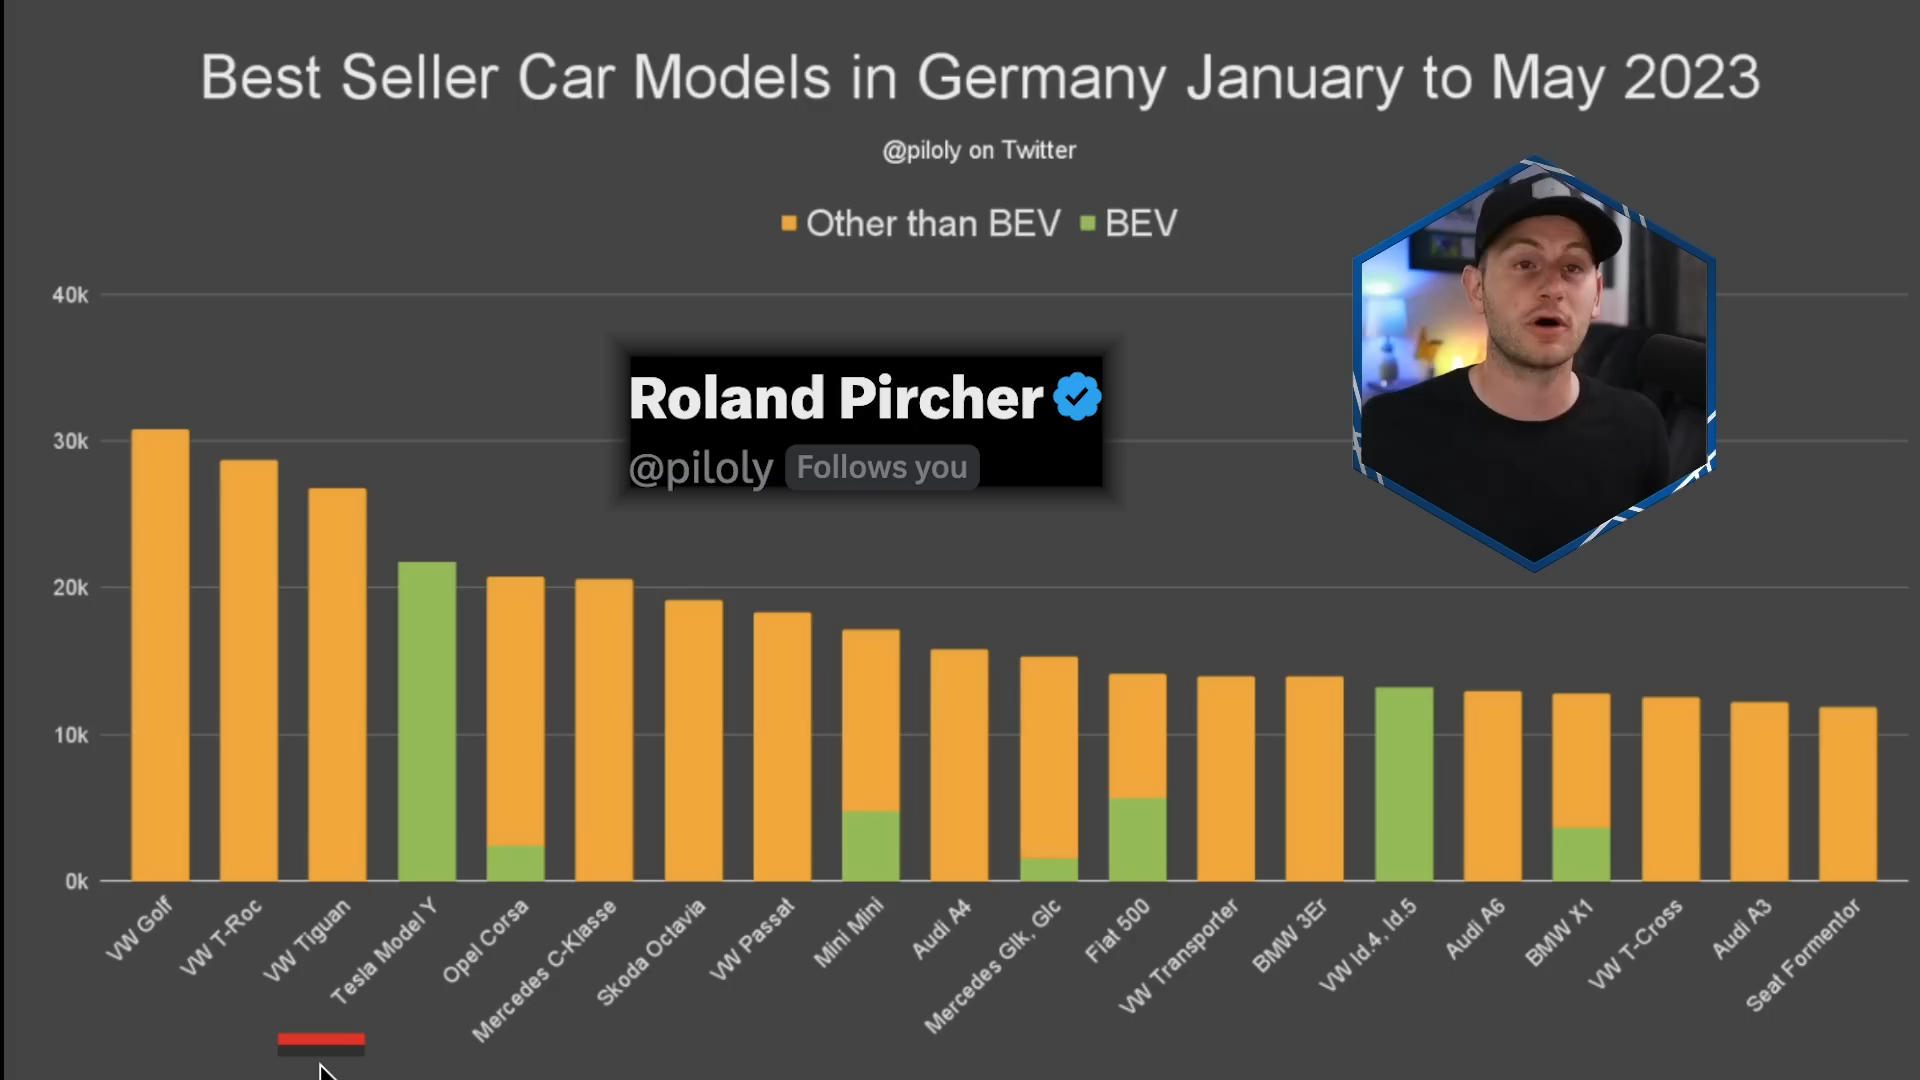 Best Seller Car Models in Germany January to May 2023
@piloly on Twitter
Other than BEV BEV
40k
Roland Pircher
@piloly Follows you
30k
20k
10k
0k
VW Golf
VW T-Roc
VW Tiguan
Tesla Model Y
Opel Corsa
Mercedes C-Klasse
Skoda Octavia
VW Passat
Mini Mini
Audi A4
Mercedes Glk, Glc
Fiat 500
VW Transporter
BMW 3Er
VW Id.4, Id.5
Audi A6
BMW X1
VW T-Cross
Audi A3
Seat Formentor